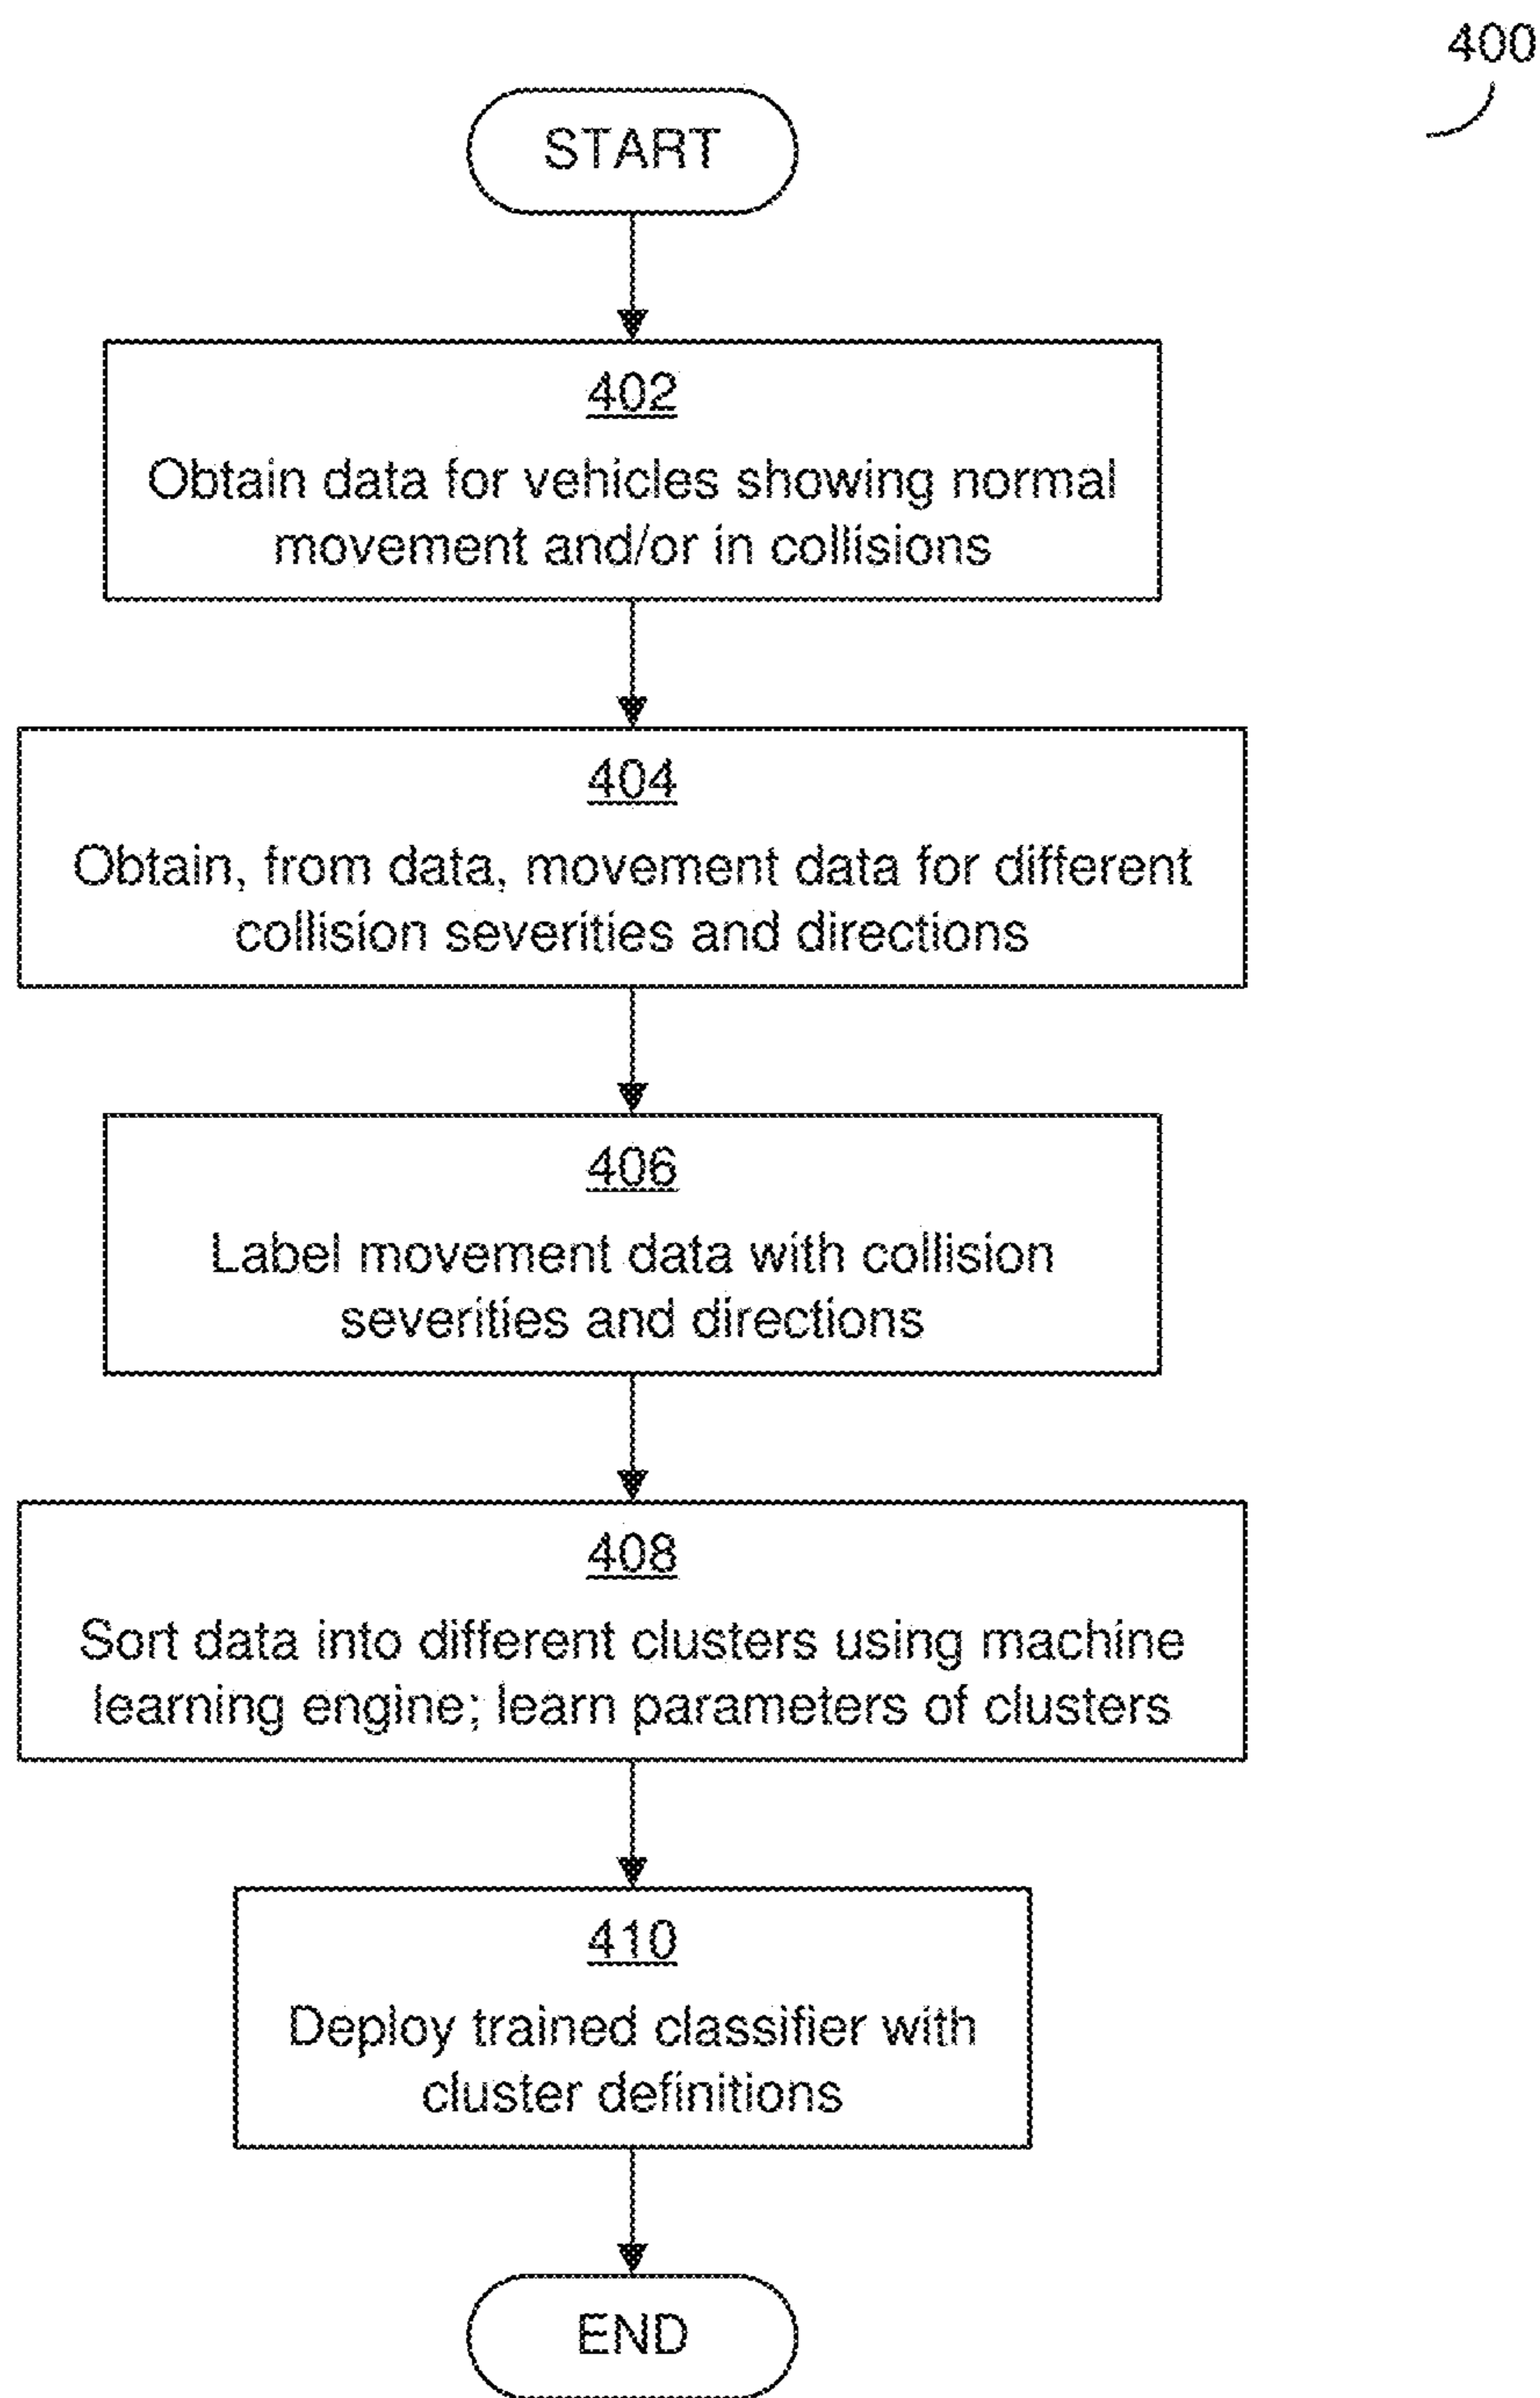 400
START
402
Obtain data for vehicles showing normal
movement and/or in collisions
404
Obtain, from data, movement data for different
collision severities and directions
406
Label movement data with collision
severities and directions
408
Sort data into different clusters using machine
learning engine; learn parameters of clusters
410
Deploy trained classifier with
cluster definitions
END